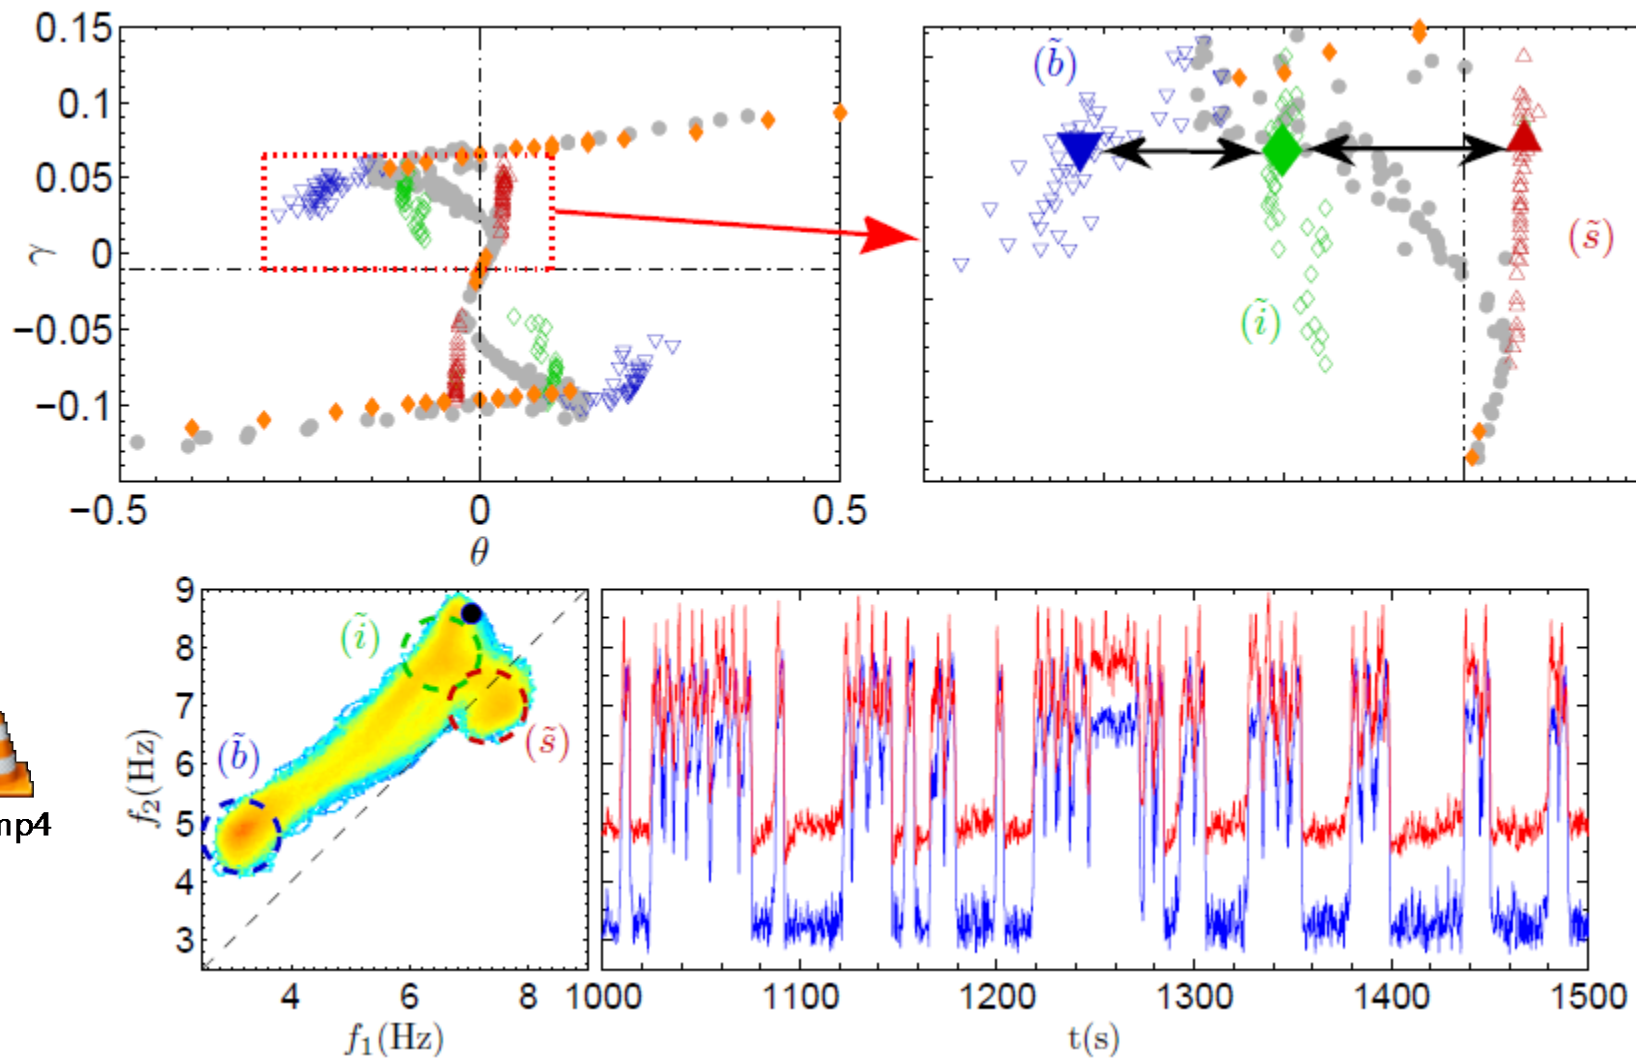 0.15
0.1
0.05
0
−0.05
−0.1
γ
−0.5
0
0.5
θ
(b̃)
(ĩ)
(s̃)
9
8
7
6
5
4
3
f₂(Hz)
(ĩ)
(b̃)
(s̃)
4
6
8
f₁(Hz)
1000
1100
1200
1300
1400
1500
t(s)
mp4